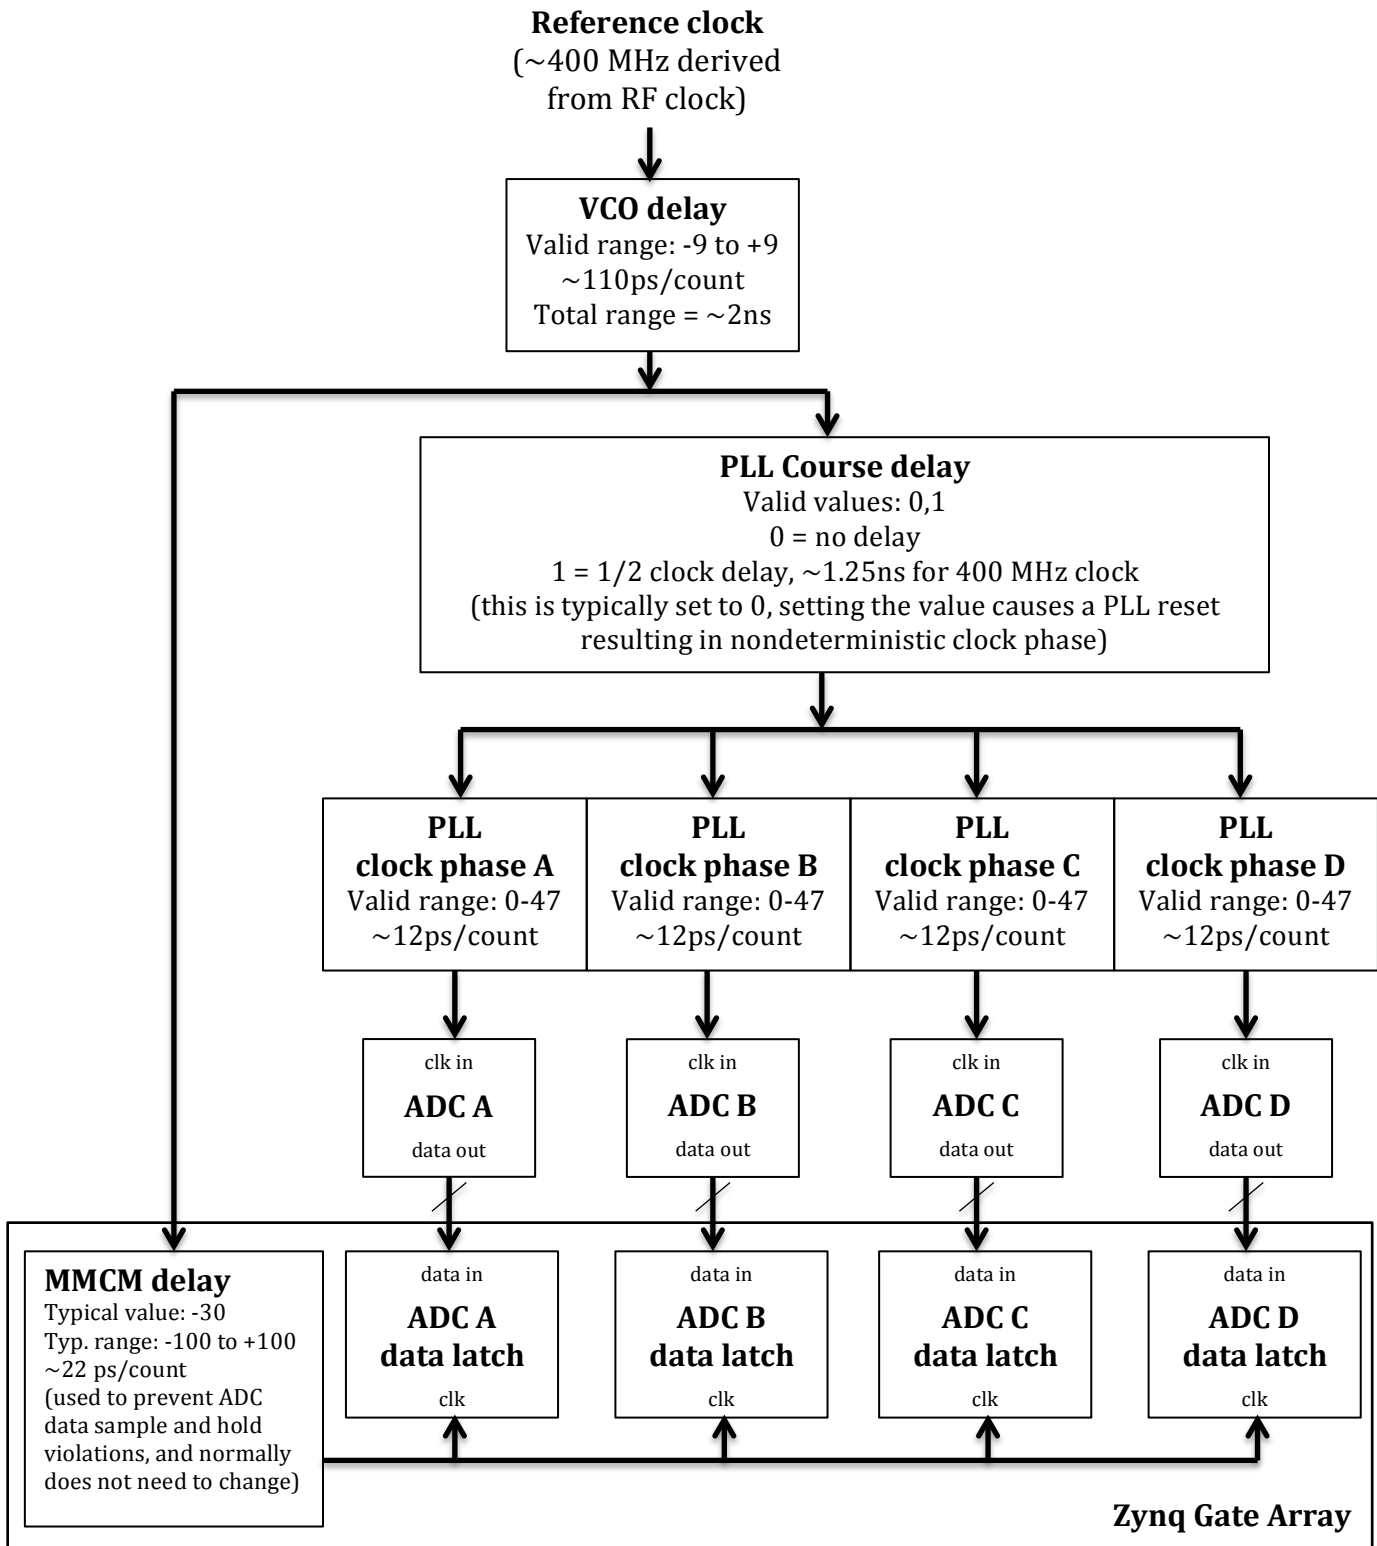 Reference clock
(~400 MHz derived
from RF clock)
VCO delay
Valid range: -9 to +9
~110ps/count
Total range = ~2ns
PLL Course delay
Valid values: 0,1
0 = no delay
1 = 1/2 clock delay, ~1.25ns for 400 MHz clock
(this is typically set to 0, setting the value causes a PLL reset
resulting in nondeterministic clock phase)
PLL
clock phase A
Valid range: 0-47
~12ps/count
PLL
clock phase B
Valid range: 0-47
~12ps/count
PLL
clock phase C
Valid range: 0-47
~12ps/count
PLL
clock phase D
Valid range: 0-47
~12ps/count
clk in
ADC A
data out
clk in
ADC B
data out
clk in
ADC C
data out
clk in
ADC D
data out
MMCM delay
Typical value: -30
Typ. range: -100 to +100
~22 ps/count
(used to prevent ADC
data sample and hold
violations, and normally
does not need to change)
data in
ADC A
data latch
clk
data in
ADC B
data latch
clk
data in
ADC C
data latch
clk
data in
ADC D
data latch
clk
Zynq Gate Array